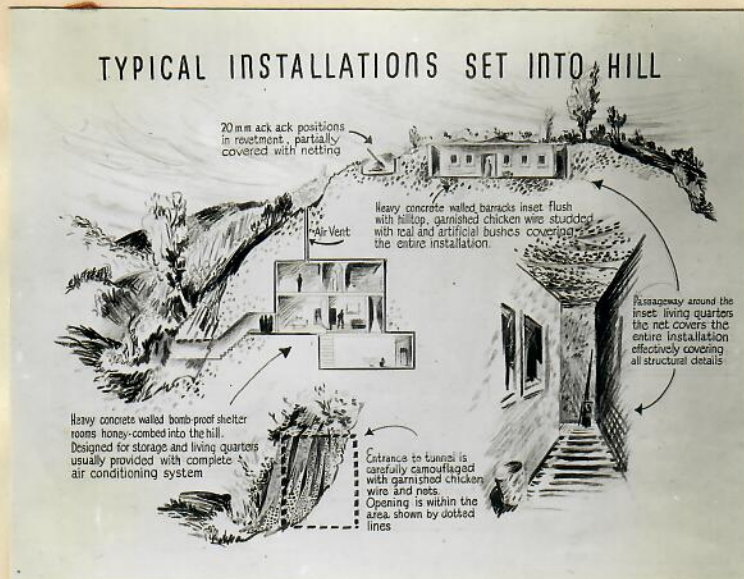 TYPICAL INSTALLATIONS SET INTO HILL
20 mm ack ack positions
in revetment, partially
covered with netting
Heavy concrete walled barracks inset flush
with hilltop, garnished chicken wire studded
with real and artificial bushes covering
the entire installation.
Air Vent
Passageway around the
inset living quarters
the net covers the
entire installation
effectively covering
all structural details
Heavy concrete walled bomb-proof shelter
rooms honey-combed into the hill.
Designed for storage and living quarters
usually provided with complete
air conditioning system
Entrance to tunnel is
carefully camouflaged
with garnished chicken
wire and nets.
Opening is within the
area shown by dotted
lines